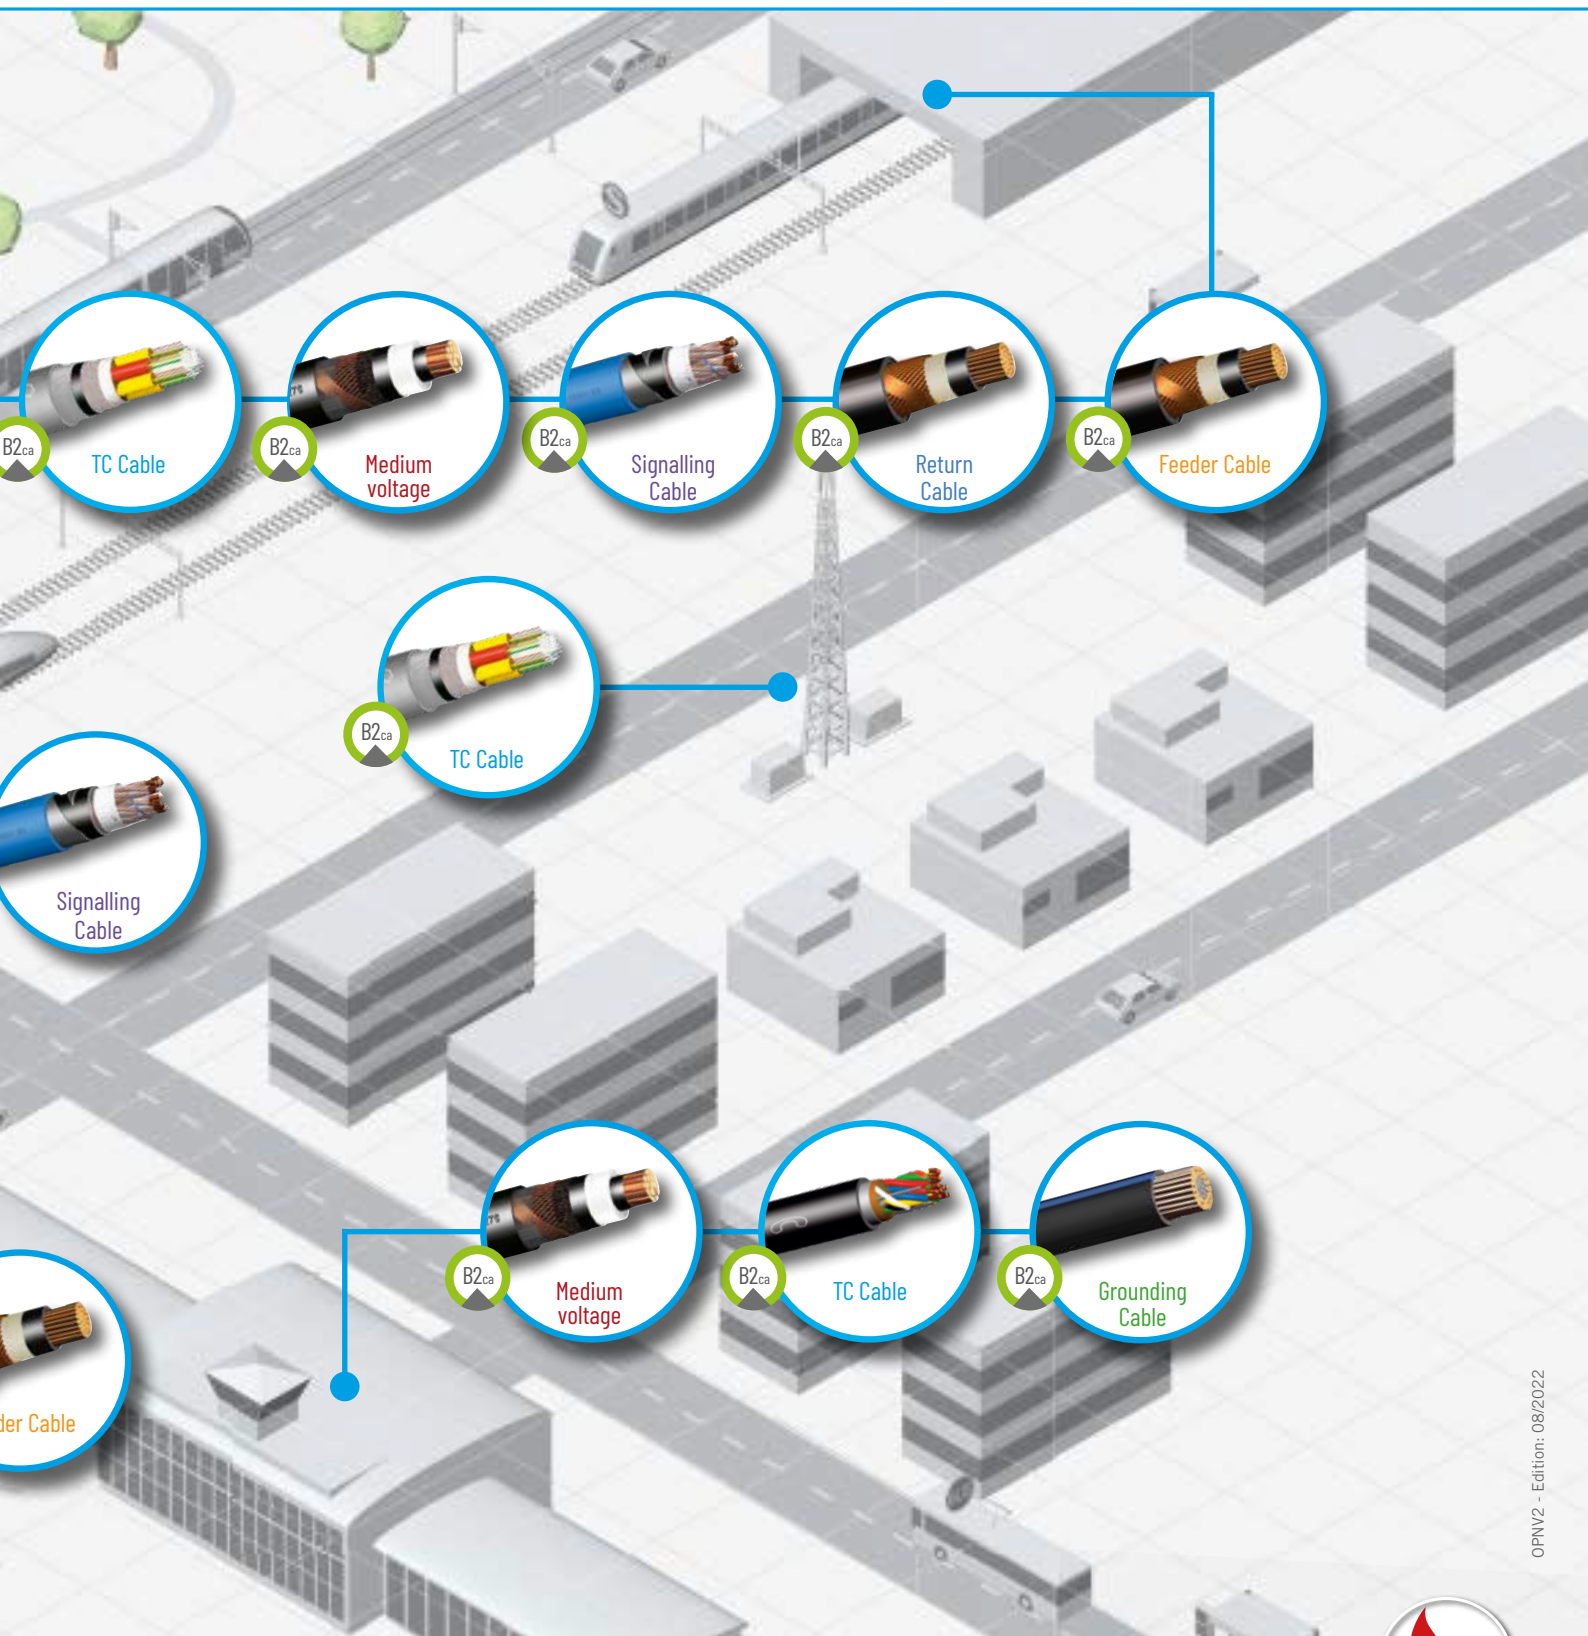 B2ca
TC Cable
B2ca
Medium
voltage
B2ca
Signalling
Cable
B2ca
Return
Cable
B2ca
Feeder Cable
B2ca
TC Cable
Signalling
Cable
B2ca
Medium
voltage
B2ca
TC Cable
B2ca
Grounding
Cable
der Cable
OPNV2 - Edition: 08/2022